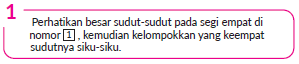 1
Perhatikan besar sudut-sudut pada segi empat di
nomor 1 , kemudian kelompokkan yang keempat
sudutnya siku-siku.